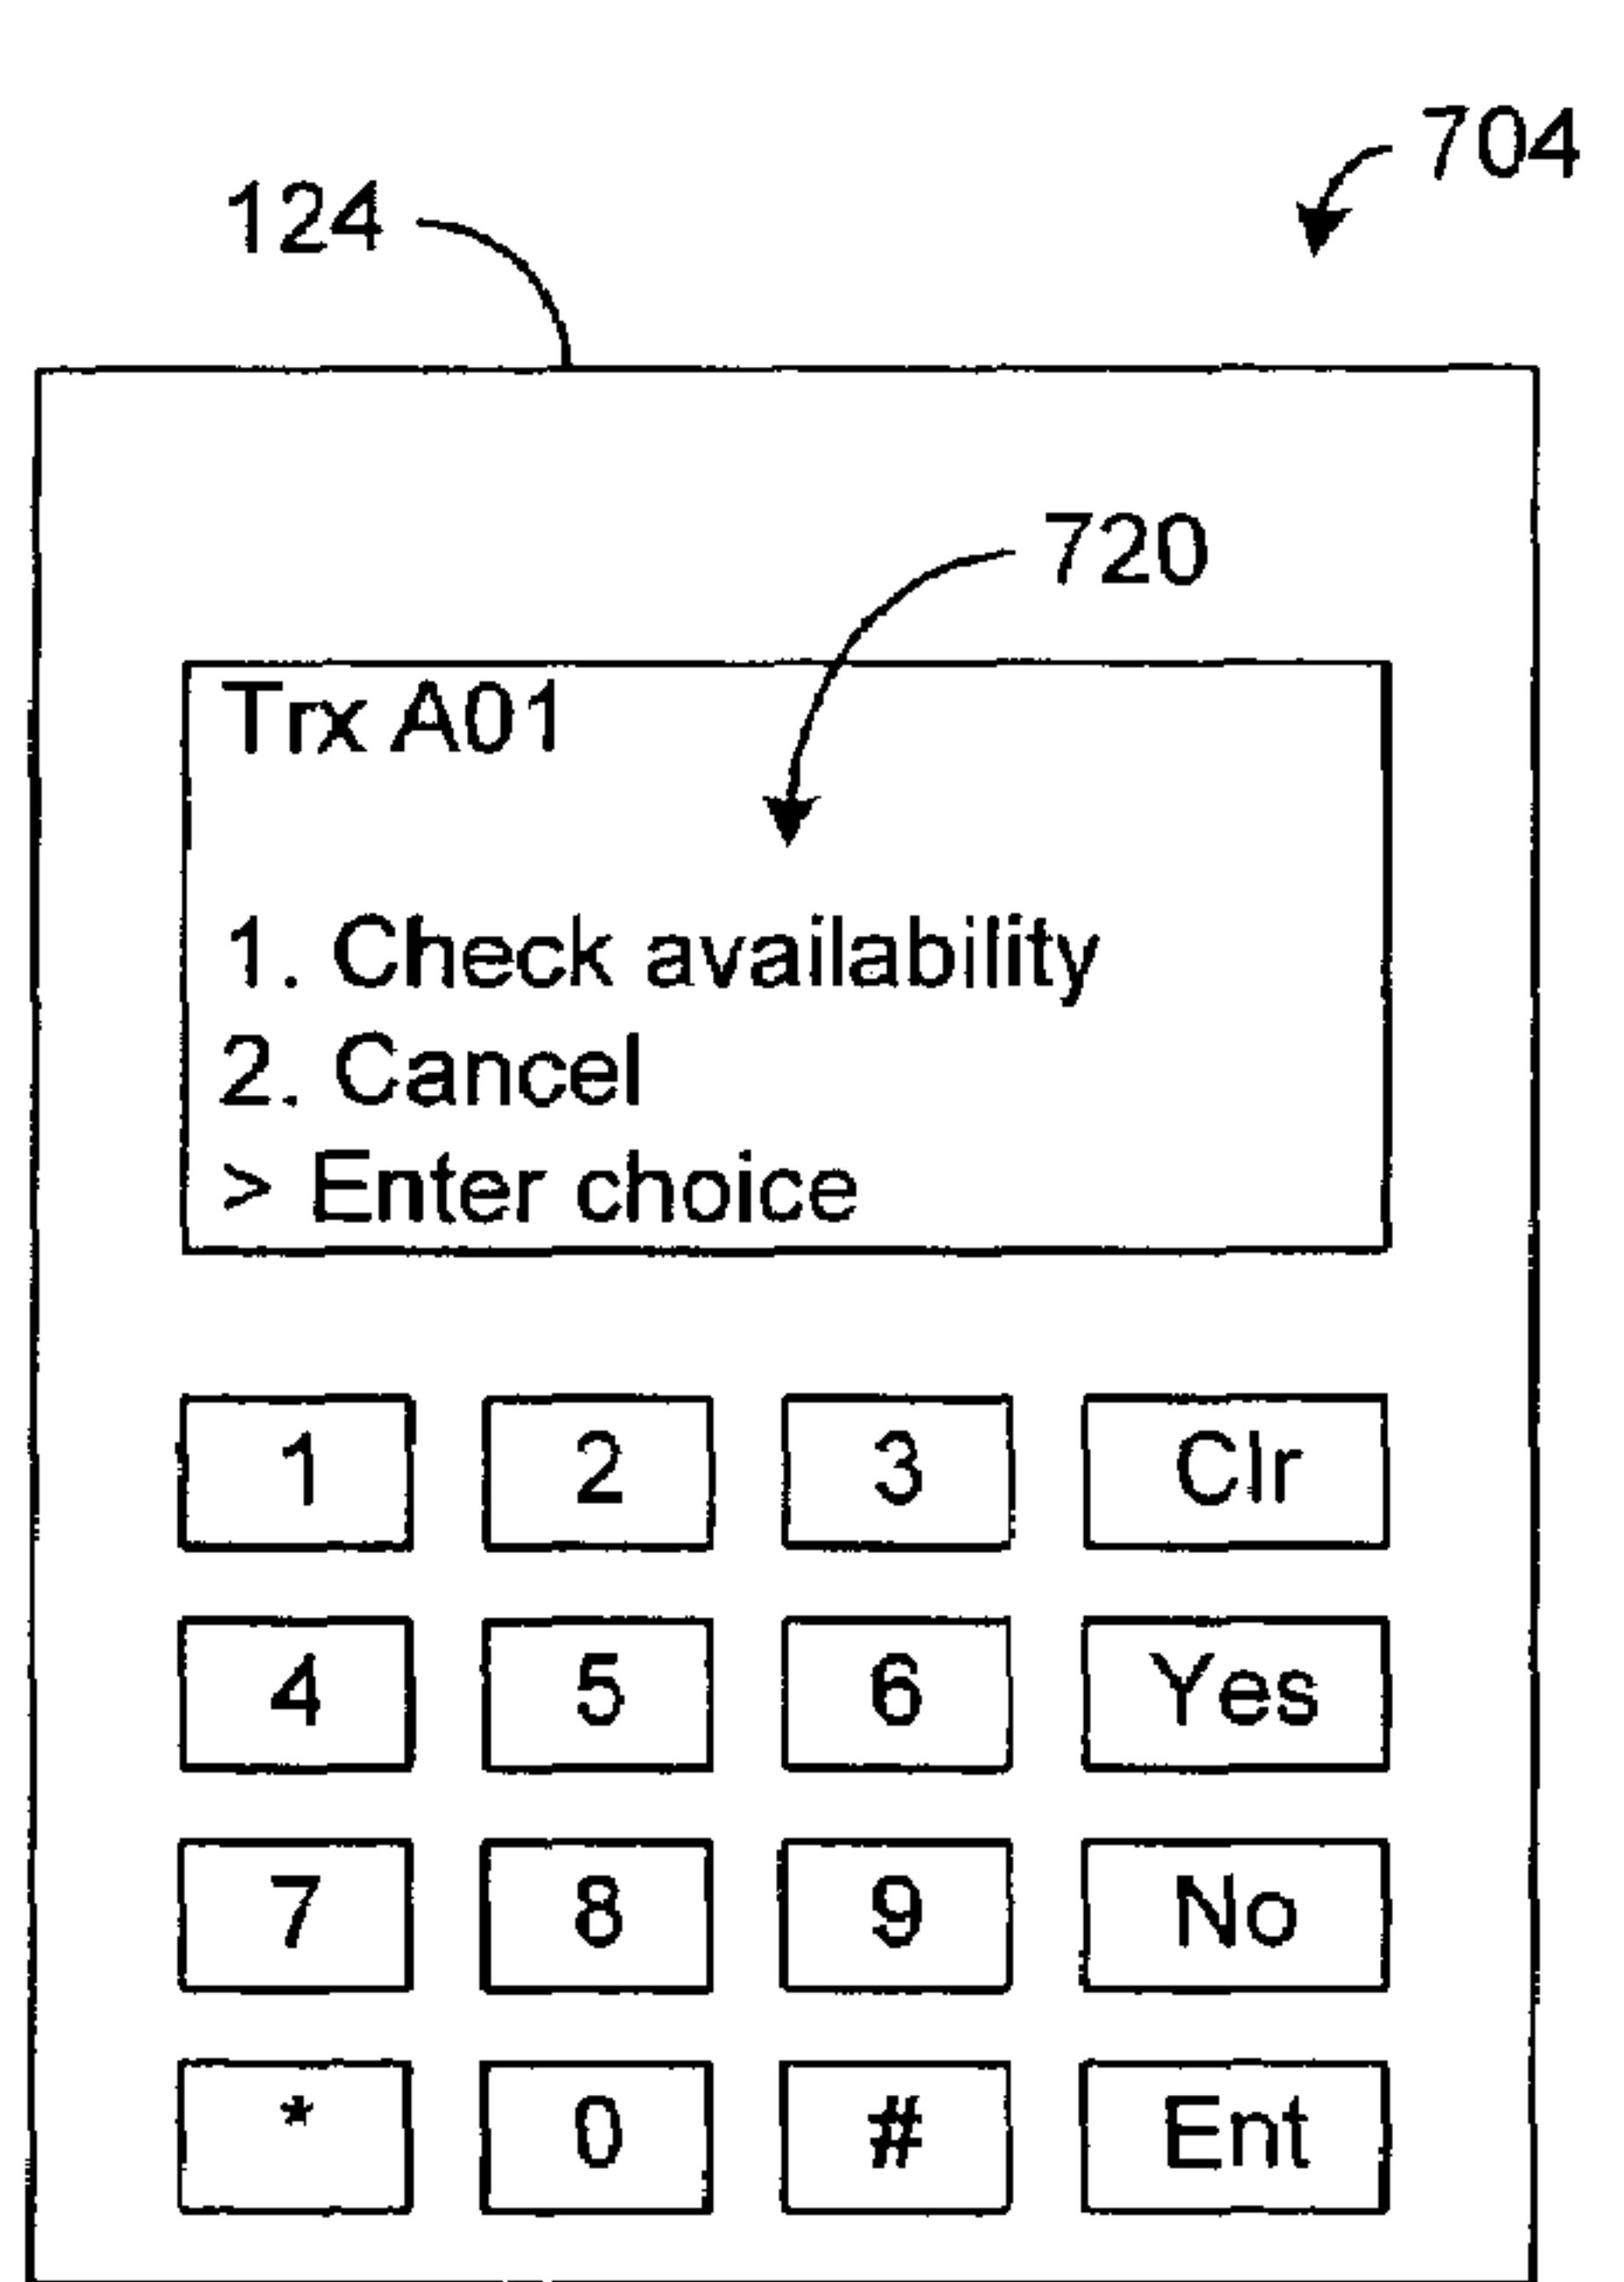 704
124
720
Trx A01
1. Check availability
2. Cancel
> Enter choice
1 2 3 Clr
4 5 6 Yes
7 8 9 No
* 0 # Ent